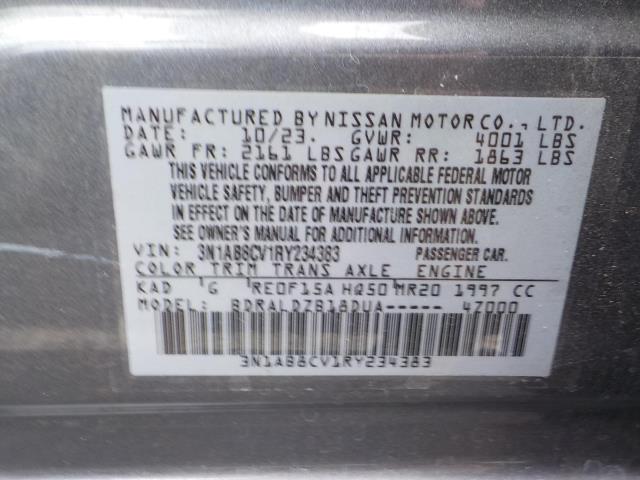 MANUFACTURED BY NISSAN MOTOR CO., LTD.
DATE: 10/23. GVWR: 4001 LBS
GAWR FR: 2161 LBS GAWR RR: 1863 LBS
THIS VEHICLE CONFORMS TO ALL APPLICABLE FEDERAL MOTOR
VEHICLE SAFETY, BUMPER AND THEFT PREVENTION STANDARDS
IN EFFECT ON THE DATE OF MANUFACTURE SHOWN ABOVE.
SEE OWNER'S MANUAL FOR ADDITIONAL INFORMATION.
VIN: 3N1AB8CV1RY234383 PASSENGER CAR.
COLOR TRIM TRANS AXLE ENGINE
KAD G RE0F15A HQ50 MR20 1997 CC
MODEL: BDRALDZB18DUA----- 4Z000
3N1AB8CV1RY234383